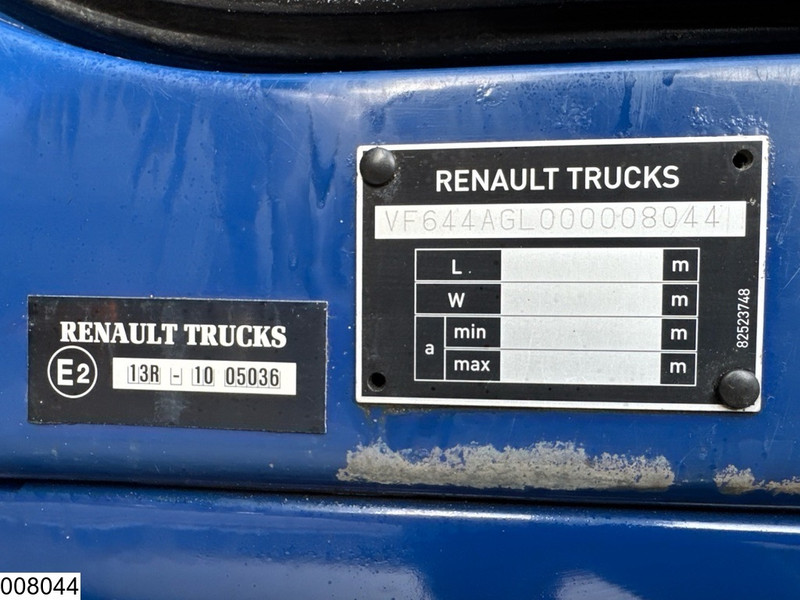 RENAULT TRUCKS
VF644AGL000008044
L m
W m
a min m
max m
82523748
RENAULT TRUCKS
E2 13R - 10 05036
008044